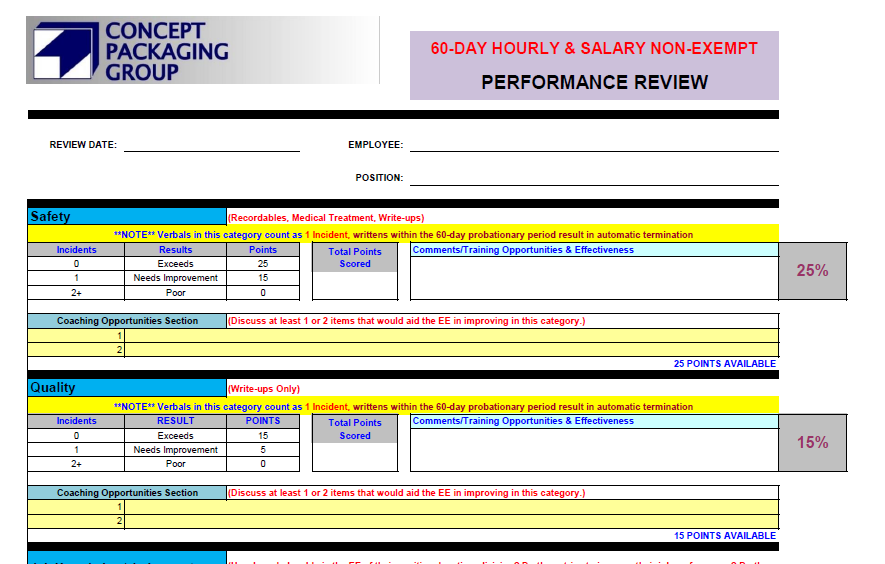 CONCEPT
PACKAGING
GROUP
60-DAY HOURLY & SALARY NON-EXEMPT
PERFORMANCE REVIEW
REVIEW DATE:
EMPLOYEE:
POSITION:
Safety (Recordables, Medical Treatment, Write-ups)
**NOTE** Verbals in this category count as 1 Incident, writtens within the 60-day probationary period result in automatic termination
Incidents Results Points Total Points Scored Comments/Training Opportunities & Effectiveness
0 Exceeds 25
1 Needs Improvement 15
2+ Poor 0
25%
Coaching Opportunities Section (Discuss at least 1 or 2 items that would aid the EE in improving in this category.)
1
2
25 POINTS AVAILABLE
Quality (Write-ups Only)
**NOTE** Verbals in this category count as 1 Incident, writtens within the 60-day probationary period result in automatic termination
Incidents RESULT POINTS Total Points Scored Comments/Training Opportunities & Effectiveness
0 Exceeds 15
1 Needs Improvement 5
2+ Poor 0
15%
Coaching Opportunities Section (Discuss at least 1 or 2 items that would aid the EE in improving in this category.)
1
2
15 POINTS AVAILABLE